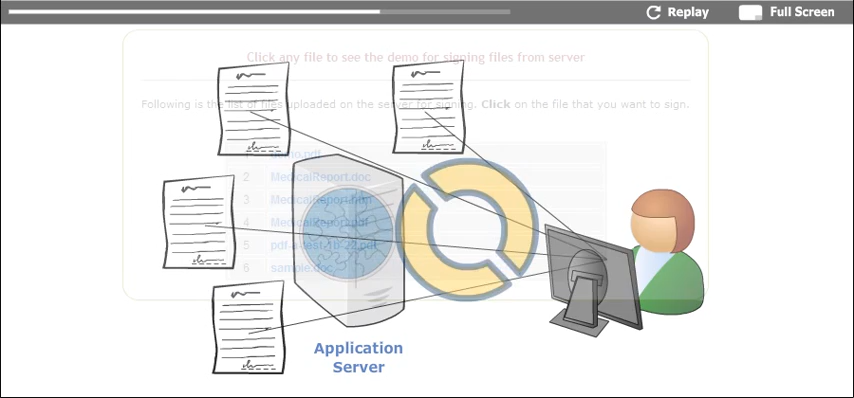 Replay
Full Screen
Click any file to see the demo for signing files from server
Following is the list of files uploaded on the server for signing. Click on the file that you want to sign.
2 MedicalReport.doc
3
4 MedicalReport.pdf
5
6 sample.doc
Application
Server